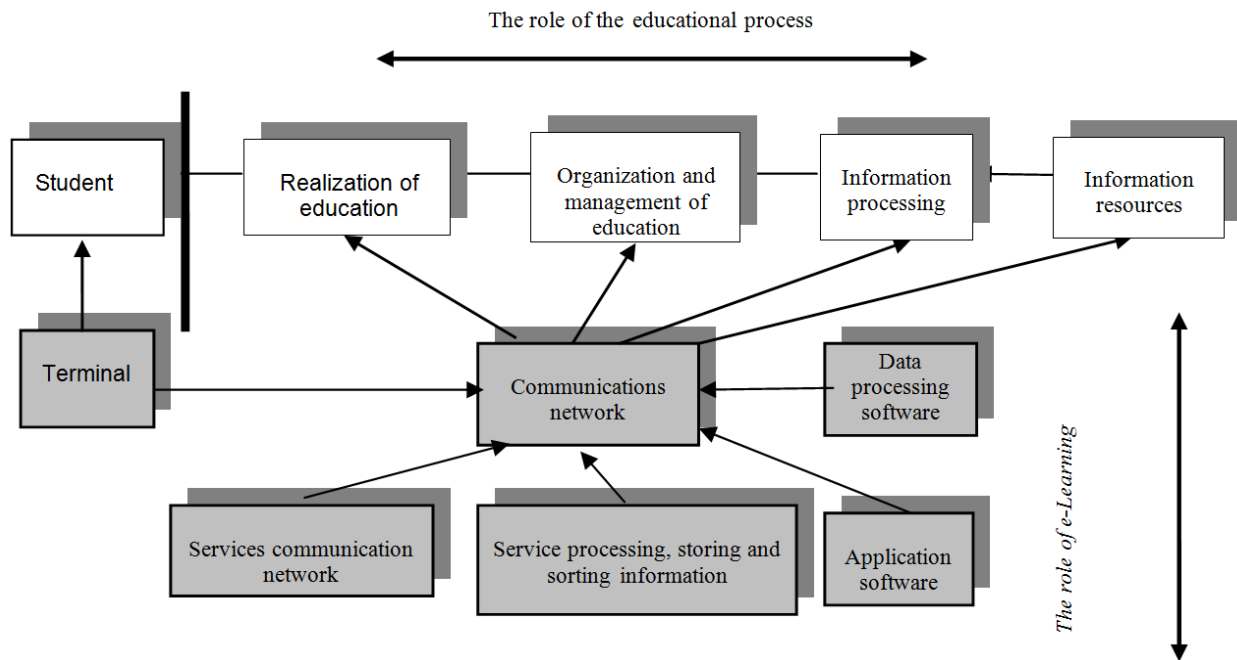 The role of the educational process
Student
Realization of
education
Organization and
management of
education
Information
processing
Information
resources
Terminal
Communications
network
Data
processing
software
Services communication
network
Service processing, storing and
sorting information
Application
software
The role of e-Learning